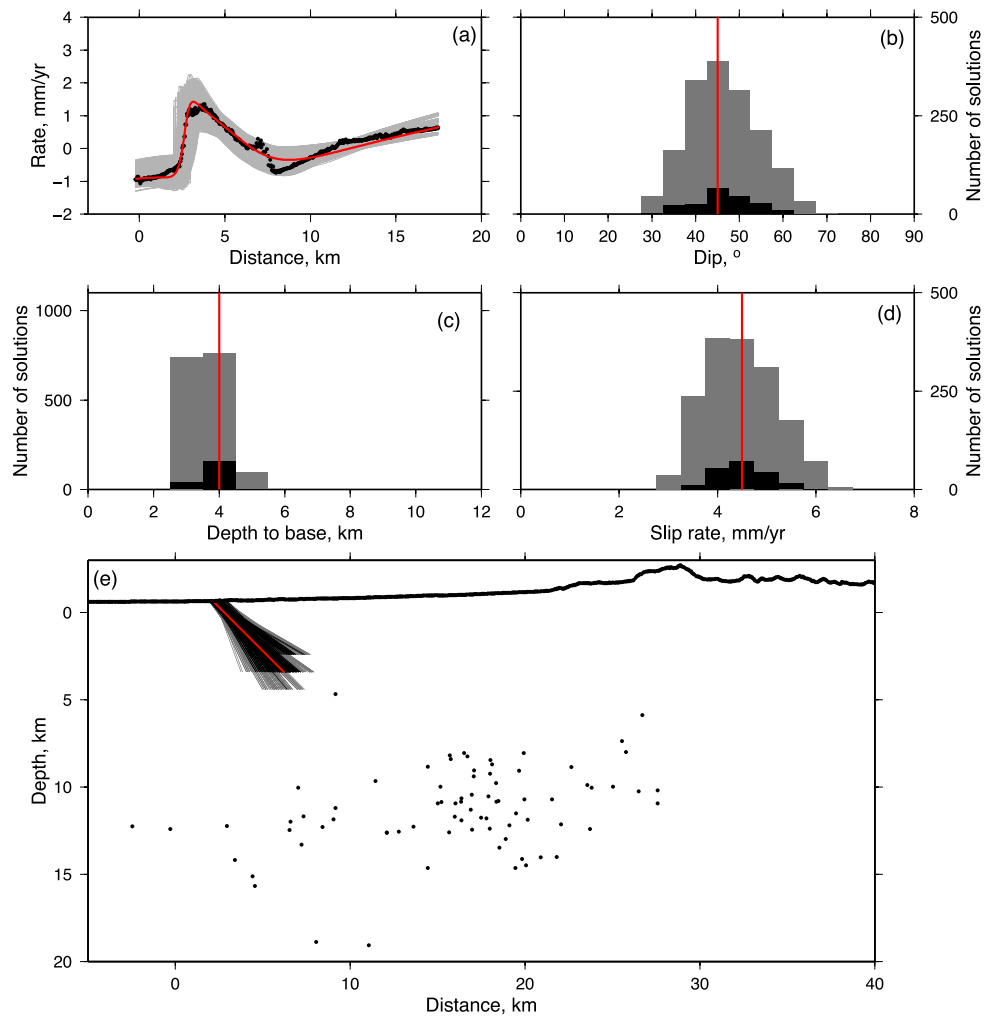 (a)
Rate, mm/yr
4
3
2
1
0
−1
−2
0 5 10 15 20
Distance, km
(b)
500
250
0
Number of solutions
0 10 20 30 40 50 60 70 80 90
Dip, o
(c)
Number of solutions
1000
500
0
0 2 4 6 8 10 12
Depth to base, km
(d)
500
250
0
Number of solutions
0 2 4 6 8
Slip rate, mm/yr
(e)
Depth, km
0
5
10
15
20
0 10 20 30 40
Distance, km